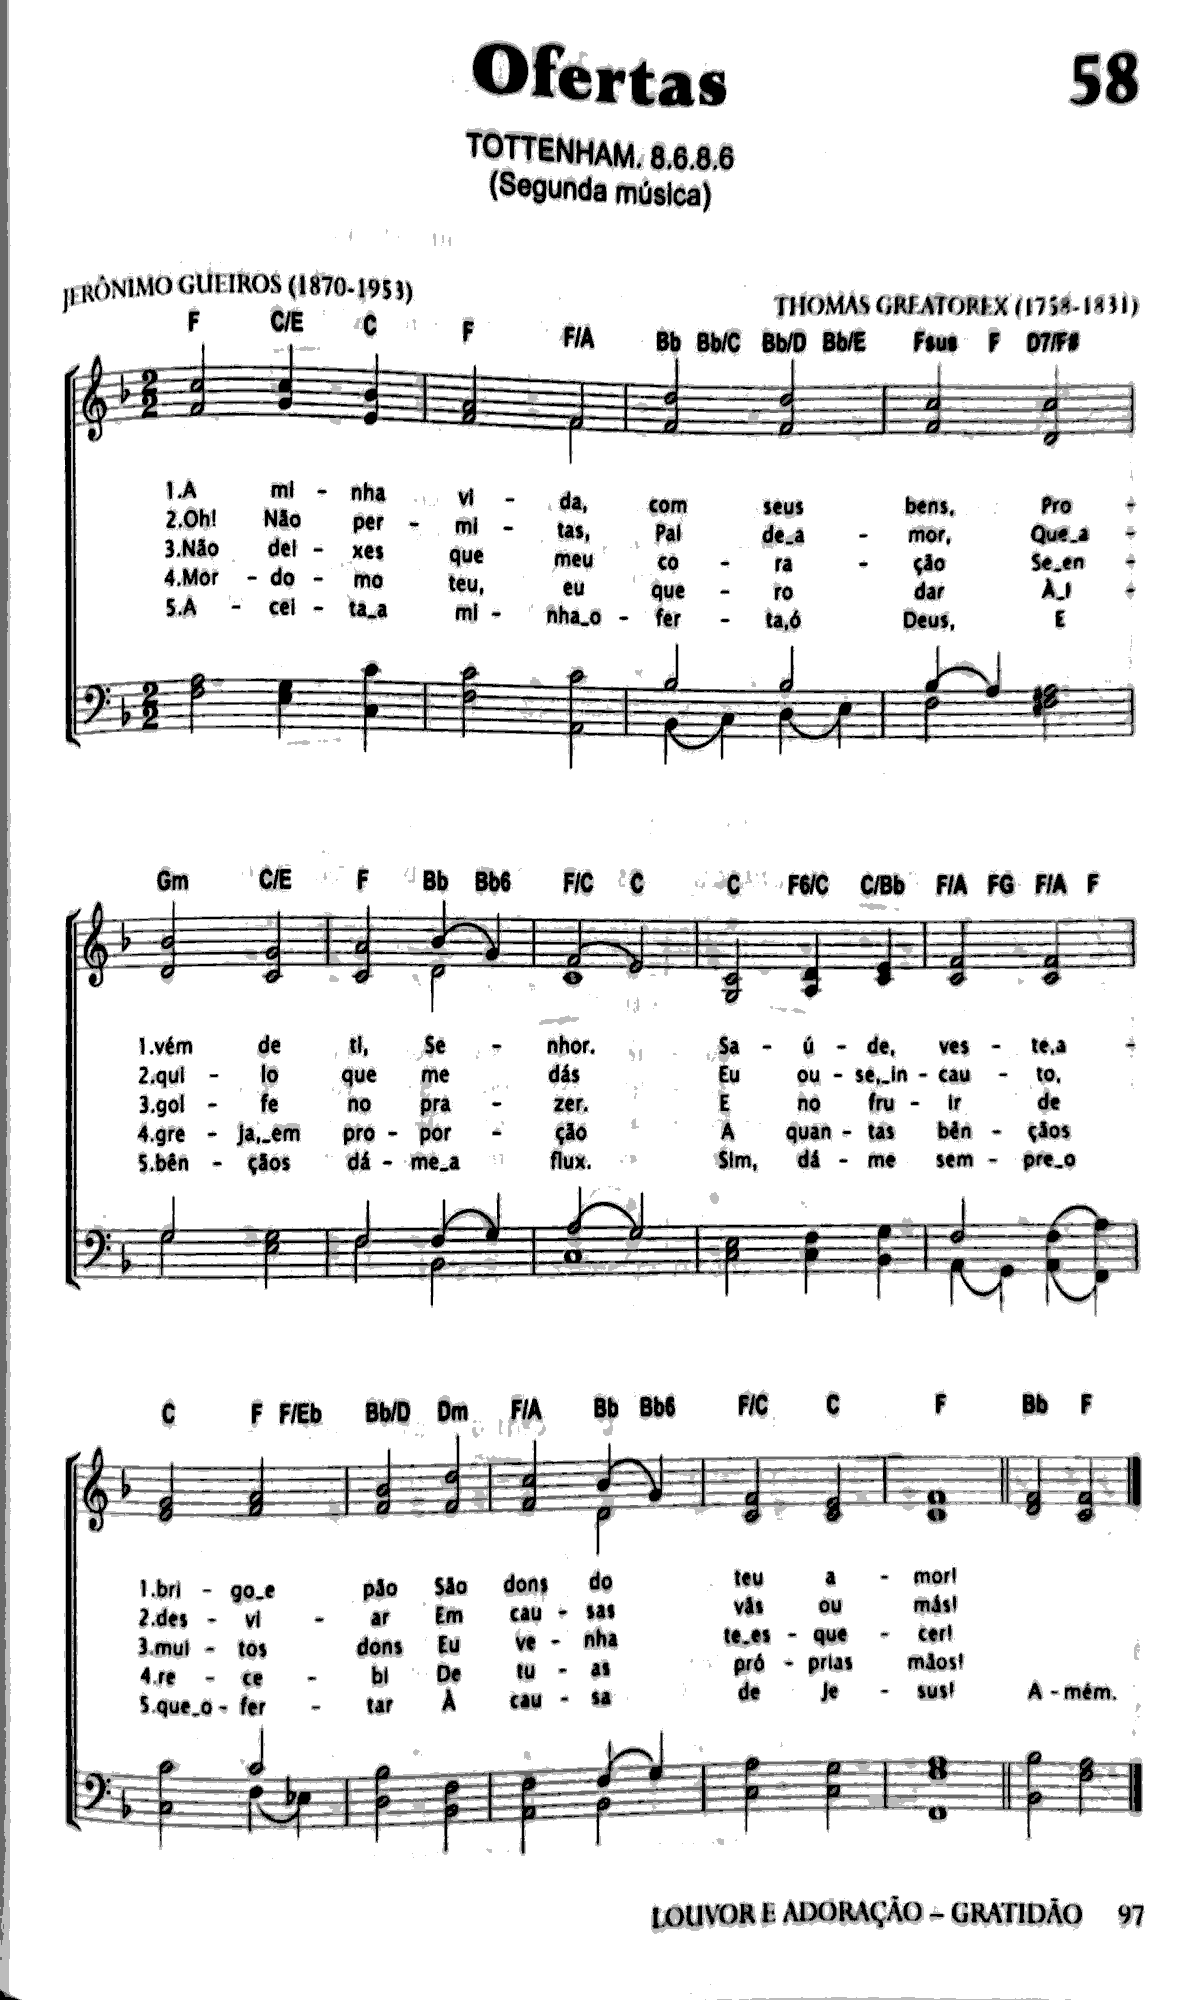 Ofertas 58
TOTTENHAM. 8.6.8.6
(Segunda música)
JERÔNIMO GUEIROS (1870-1953)
THOMAS GREATOREX (1758-1831)
F C/E C F F/A Bb Bb/C Bb/D Bb/E Fsus F D7/F#
1.A mi - nha vi - da, com seus bens, Pro -
2.Oh! Não per - mi - tas, Pai de_a - mor, Que_a -
3.Não dei - xes que meu co - ra - ção Se_en -
4.Mor - do - mo teu, eu que - ro dar À_I -
5.A - cei - ta_a mi - nha_o - fer - ta,ó Deus, E
Gm C/E F Bb Bb6 F/C C C F6/C C/Bb F/A FG F/A F
1.vém de ti, Se - nhor. Sa - ú - de, ves - te,a -
2.qui - lo que me dás Eu ou - se,_in - cau - to,
3.gol - fe no pra - zer. E no fru - ir de
4.gre - ja,_em pro - por - ção A quan - tas bên - çãos
5.bên - çãos dá - me_a flux. Sim, dá - me sem - pre_o
C F F/Eb Bb/D Dm F/A Bb Bb6 F/C C F Bb F
1.bri - go_e pão São dons do teu a - mor!
2.des - vi - ar Em cau - sas vãs ou más!
3.mui - tos dons Eu ve - nha te_es - que - cer!
4.re - ce - bi De tu - as pró - prias mãos!
5.que_o - fer - tar À cau - sa de Je - sus! A - mém.
LOUVOR E ADORAÇÃO – GRATIDÃO 97